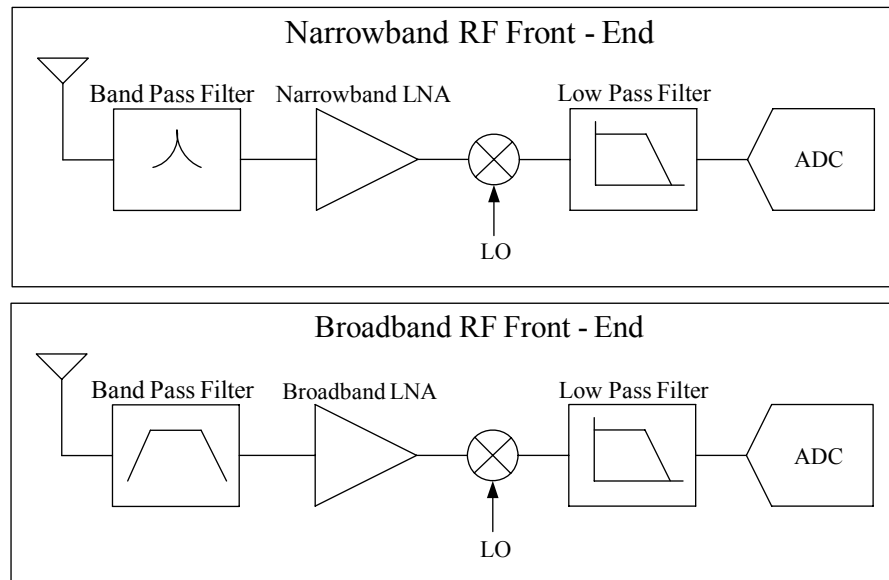 Narrowband RF Front - End
Band Pass Filter
Narrowband LNA
Low Pass Filter
ADC
LO
Broadband RF Front - End
Band Pass Filter
Broadband LNA
Low Pass Filter
ADC
LO